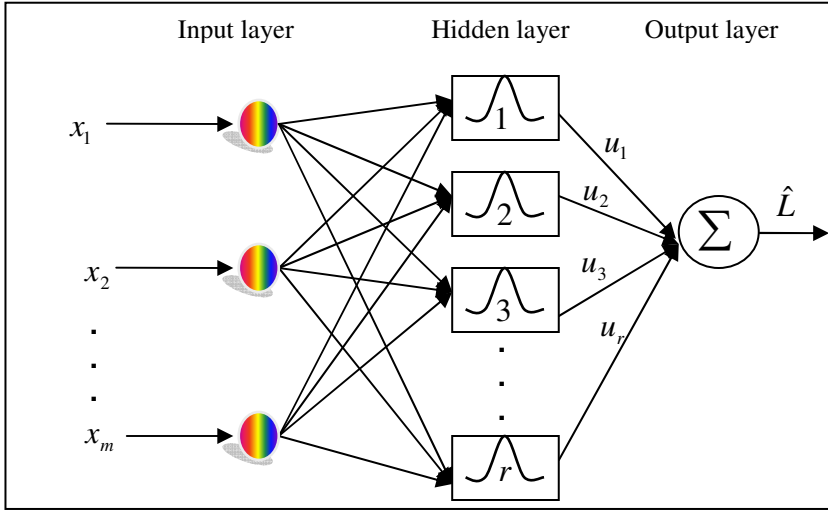 Input layer
Hidden layer
Output layer
x₁
x₂
.
.
.
xₘ
1
2
3
.
.
.
r
u₁
u₂
u₃
uᵣ
Σ
L̂